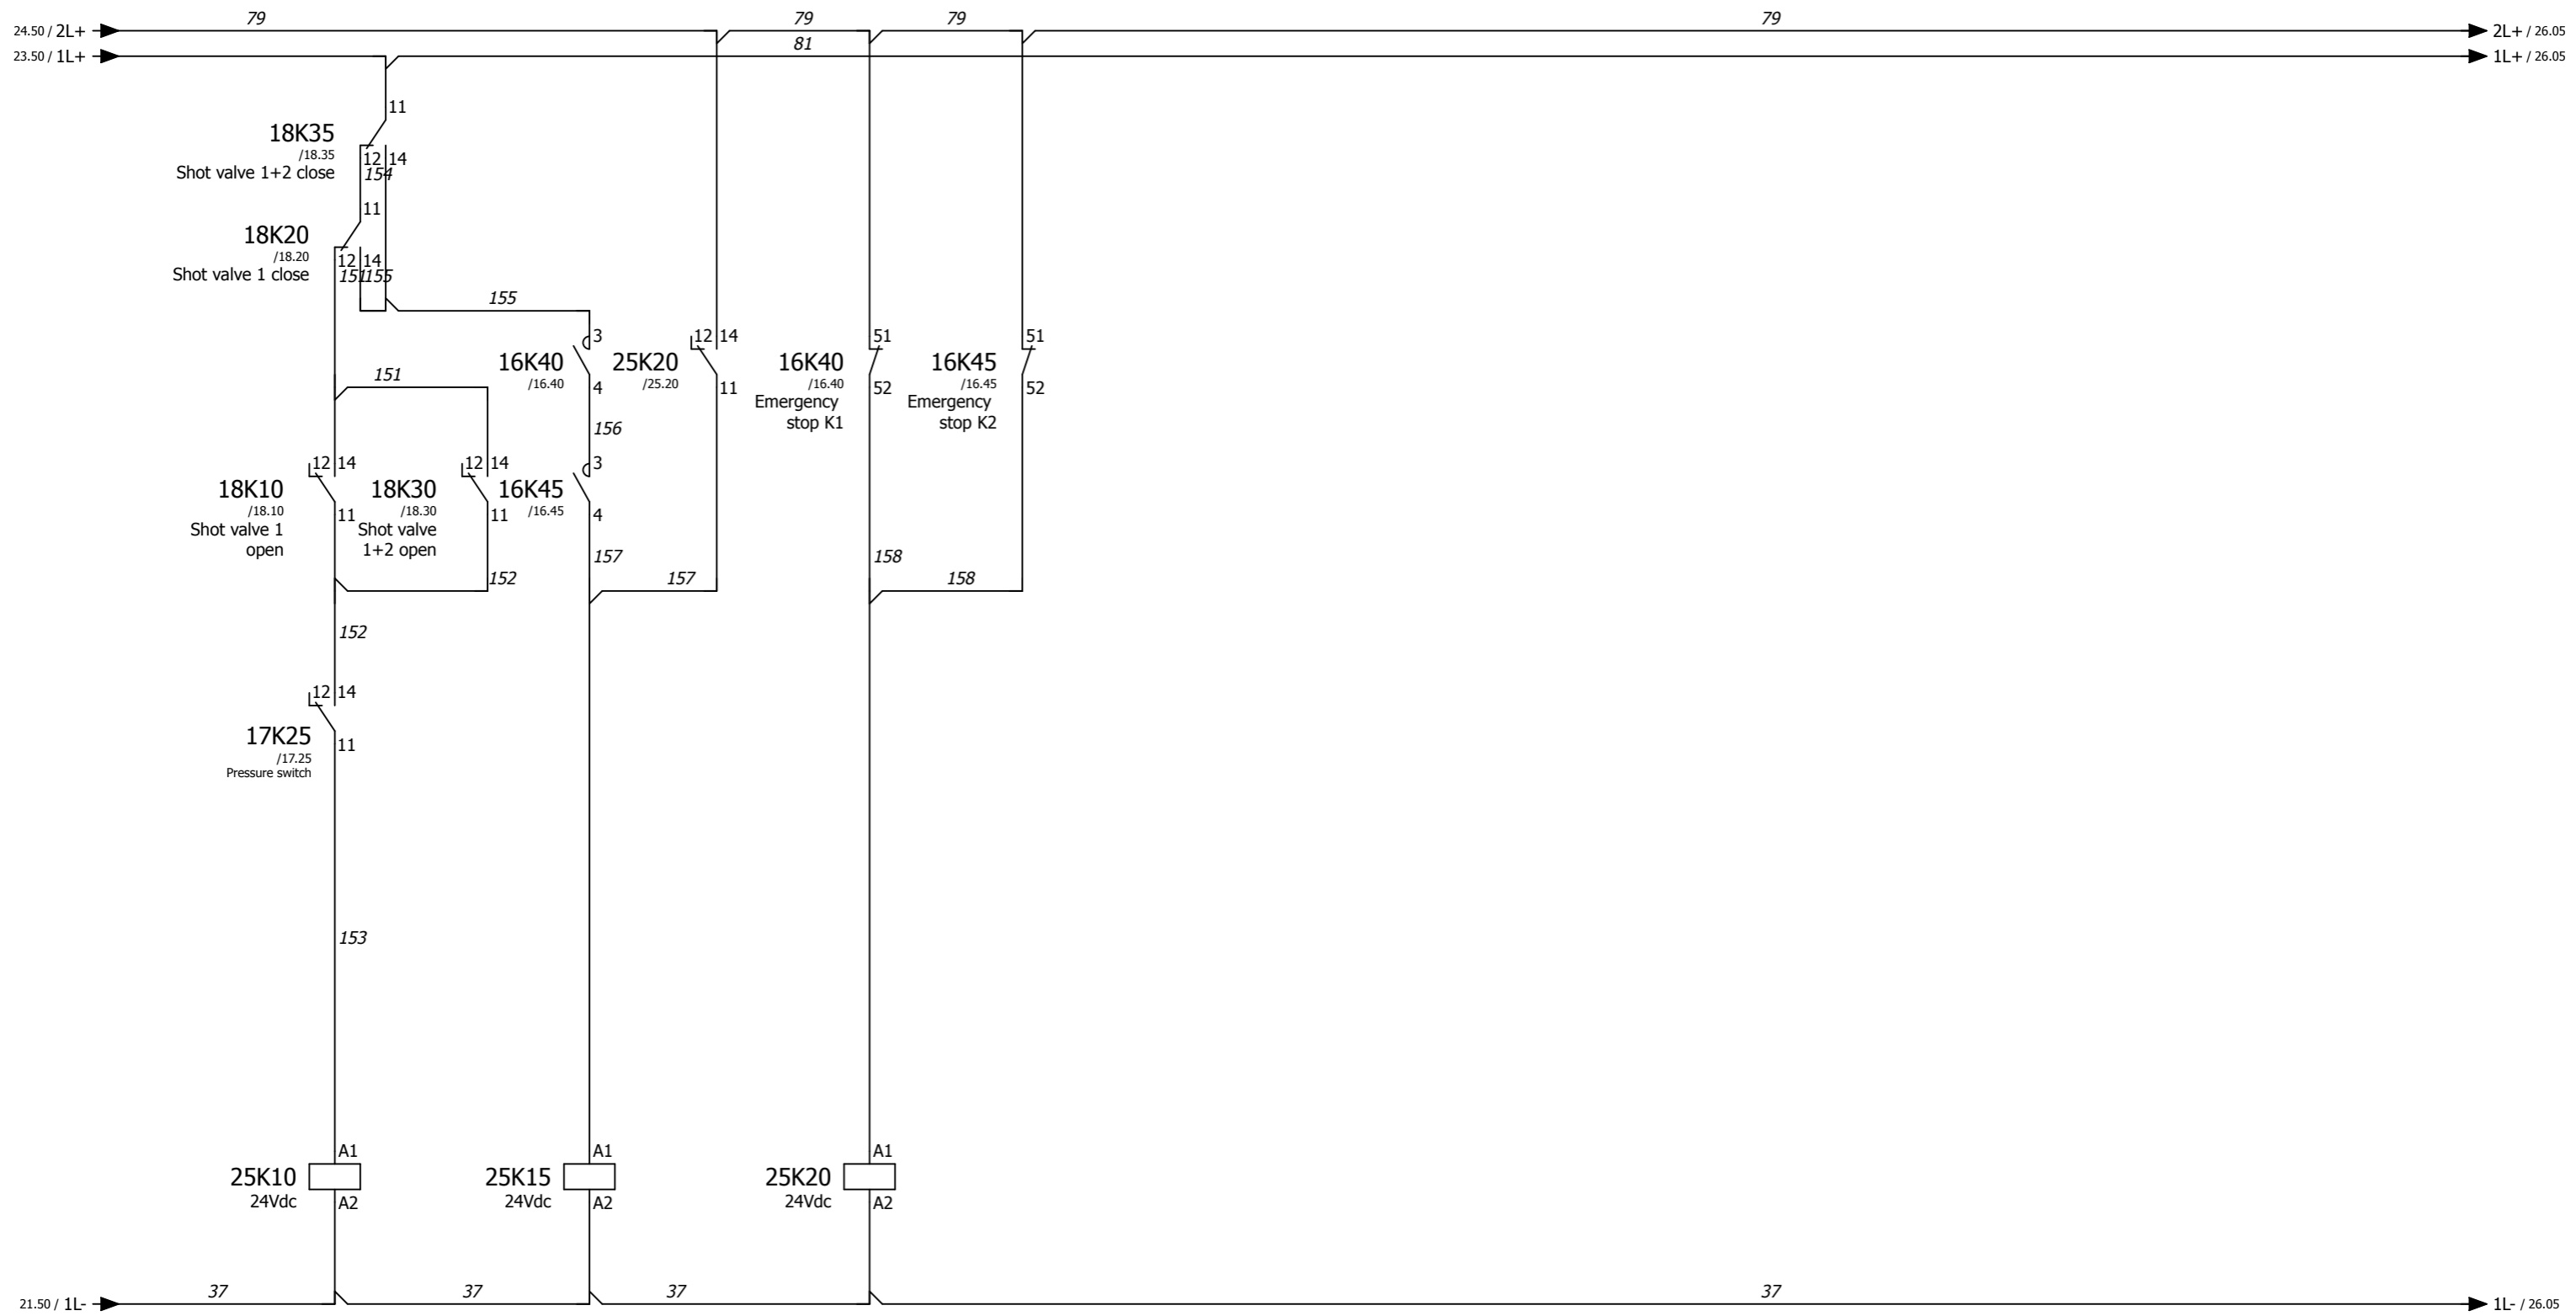 79 79 79 79
24.50 / 2L+ 2L+ / 26.05
81
23.50 / 1L+ 1L+ / 26.05
11
18K35
/18.35
Shot valve 1+2 close
12 14
154
11
18K20
/18.20
Shot valve 1 close
12 14
151 155
155
3
16K40
/16.40
4
12 14
25K20
/25.20
11
51
16K40
/16.40
52
Emergency
stop K1
51
16K45
/16.45
52
Emergency
stop K2
151
156
12 14
18K10
/18.10
11
Shot valve 1
open
12 14
18K30
/18.30
11
Shot valve
1+2 open
3
16K45
/16.45
4
157
158
152
157
158
152
12 14
17K25
/17.25
11
Pressure switch
153
A1
25K10
24Vdc
A2
A1
25K15
24Vdc
A2
A1
25K20
24Vdc
A2
37 37 37 37
21.50 / 1L- 1L- / 26.05